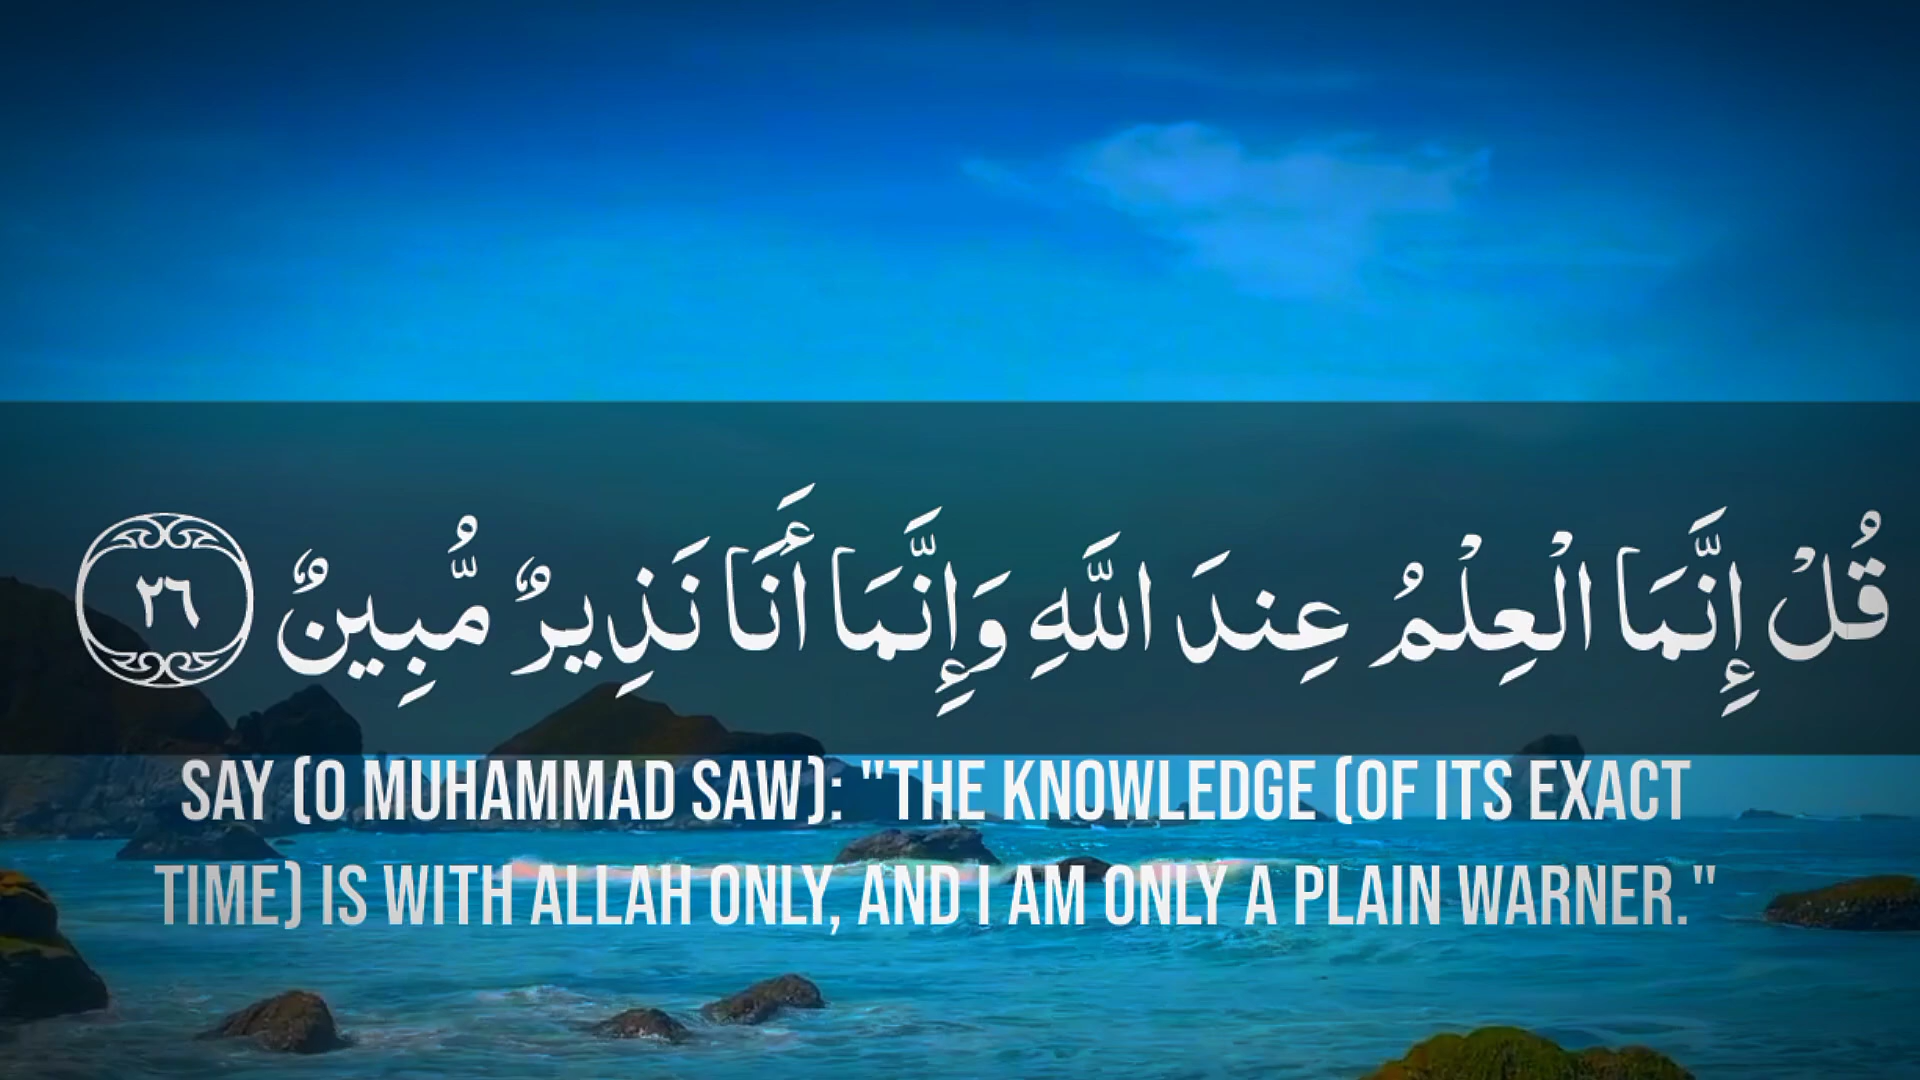 قُلْ إِنَّمَا الْعِلْمُ عِندَ اللَّهِ وَإِنَّمَا أَنَا نَذِيرٌ مُّبِينٌ ٢٦
SAY (O MUHAMMAD SAW): "THE KNOWLEDGE (OF ITS EXACT
TIME) IS WITH ALLAH ONLY, AND I AM ONLY A PLAIN WARNER."